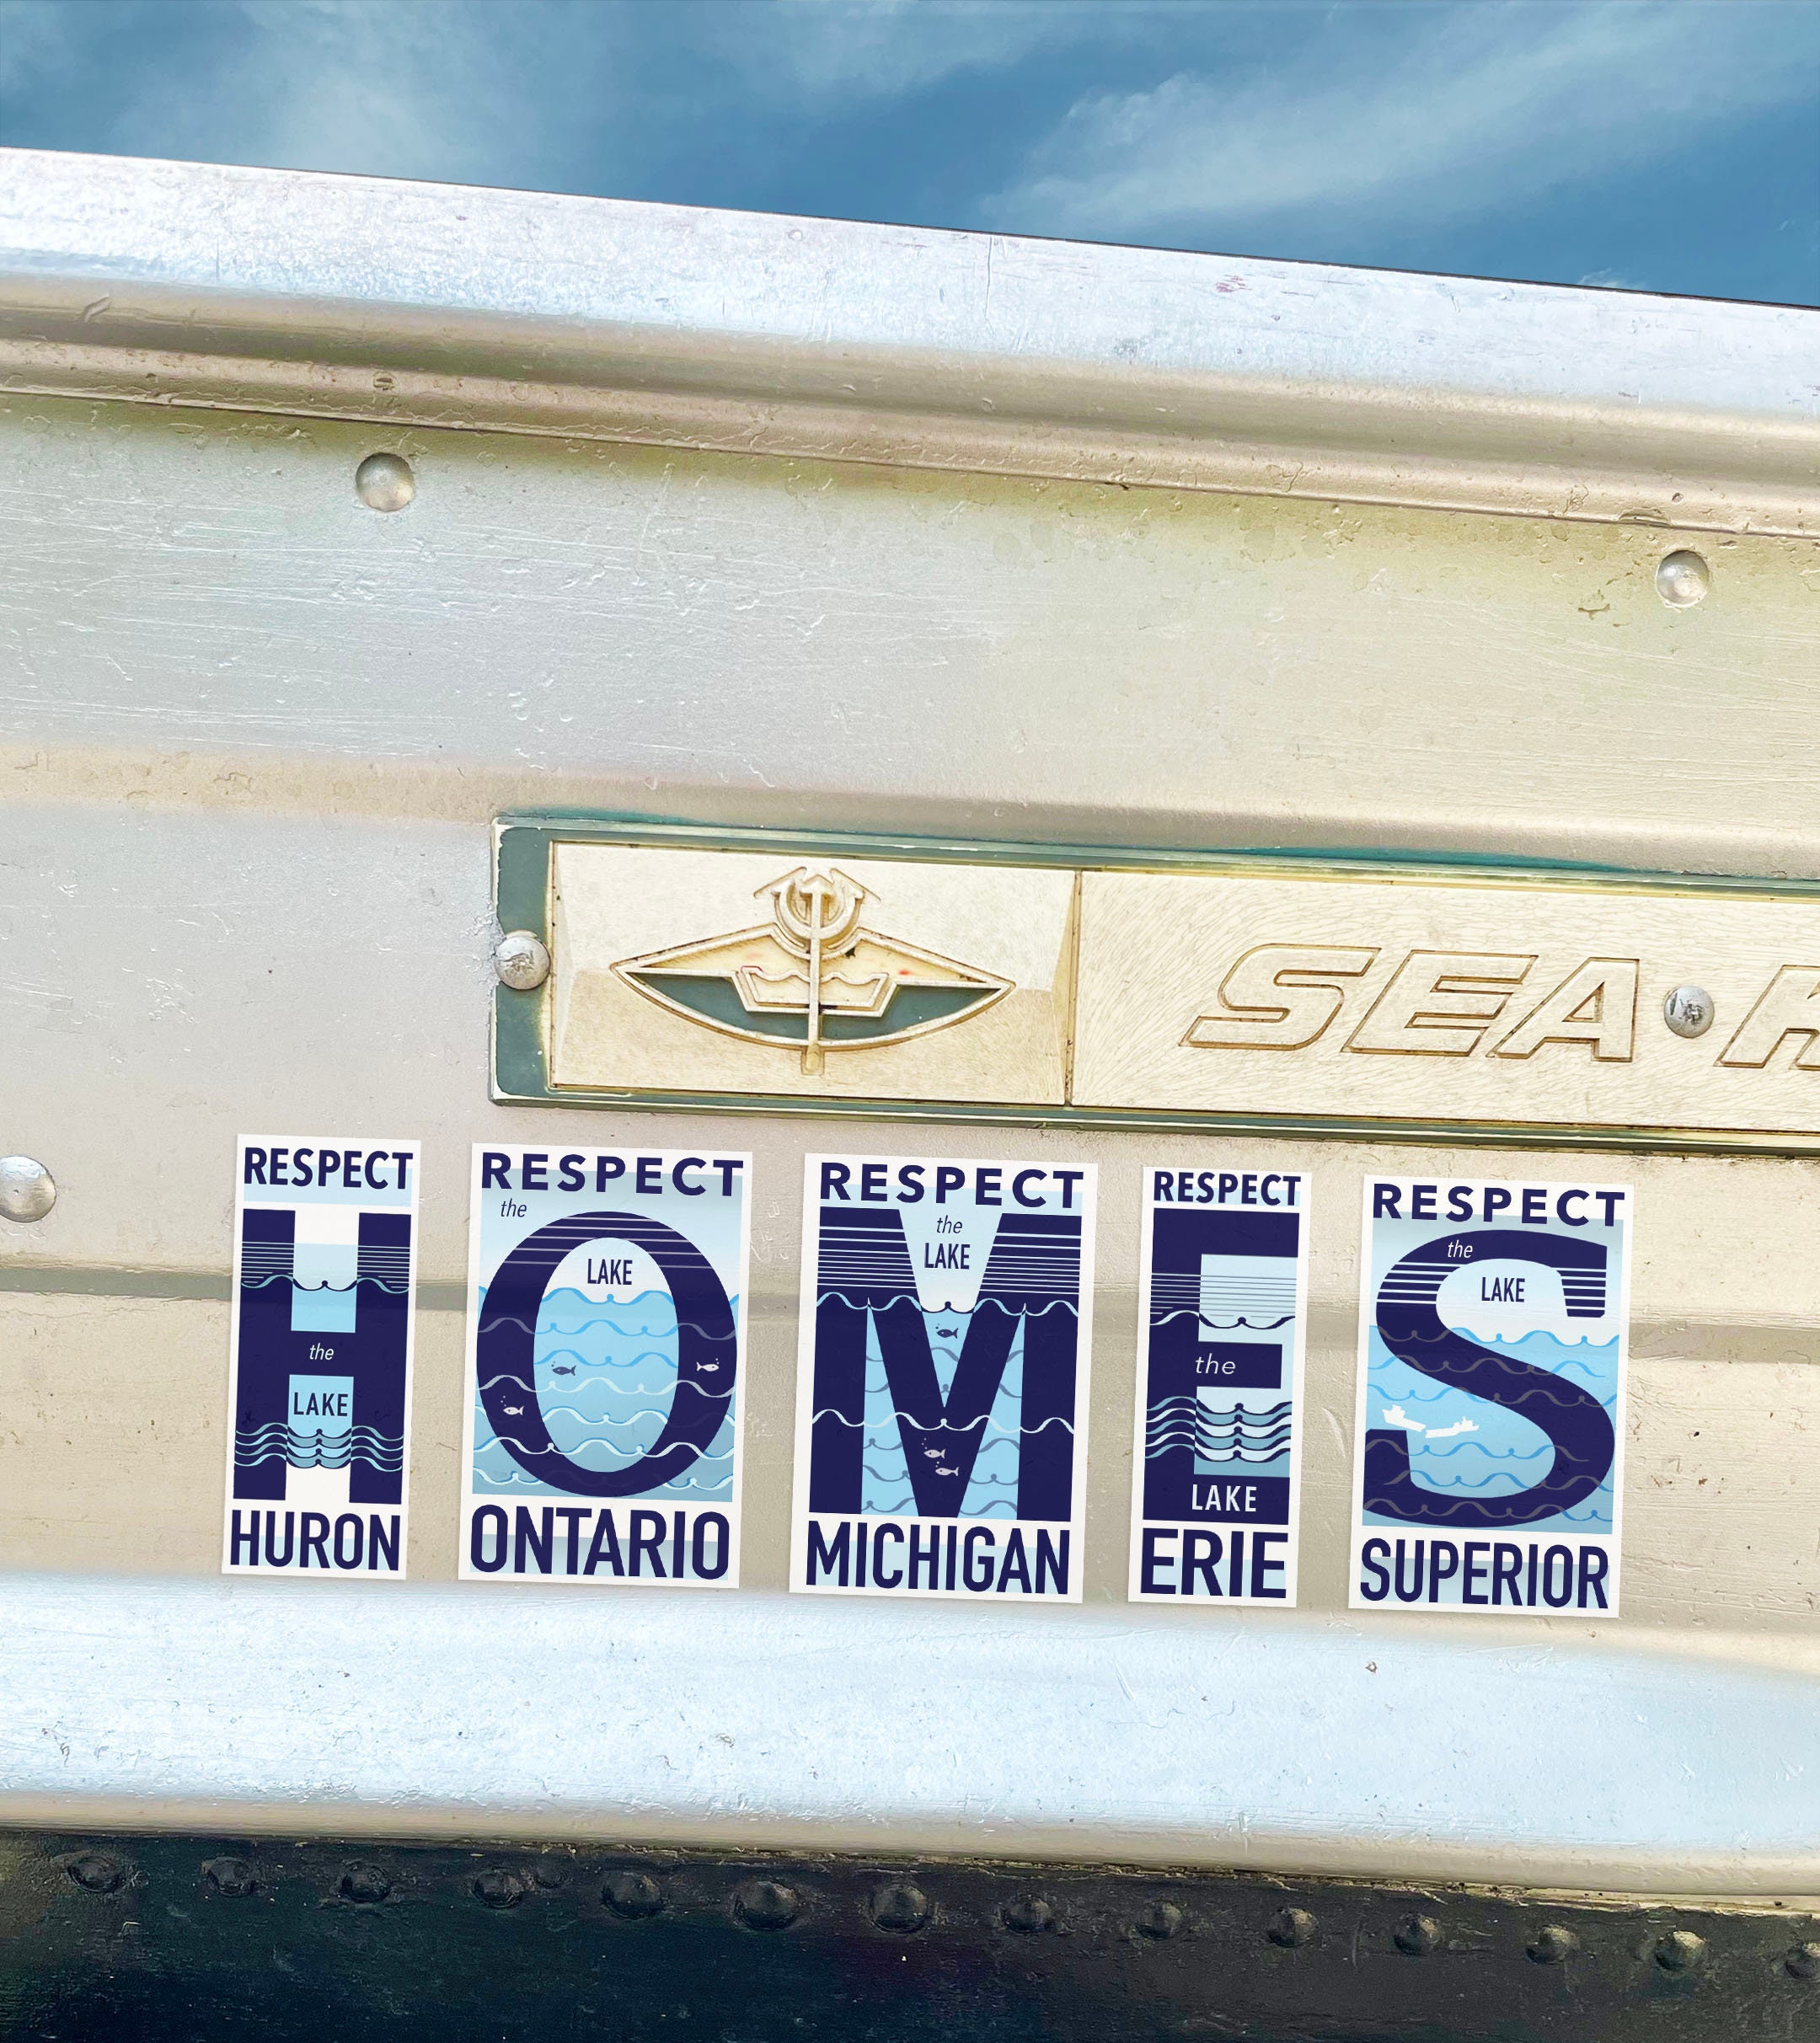 SEA
RESPECT
H
the
LAKE
HURON
RESPECT
the
O
LAKE
ONTARIO
RESPECT
the
LAKE
M
MICHIGAN
RESPECT
E
the
LAKE
ERIE
RESPECT
the
S
LAKE
SUPERIOR